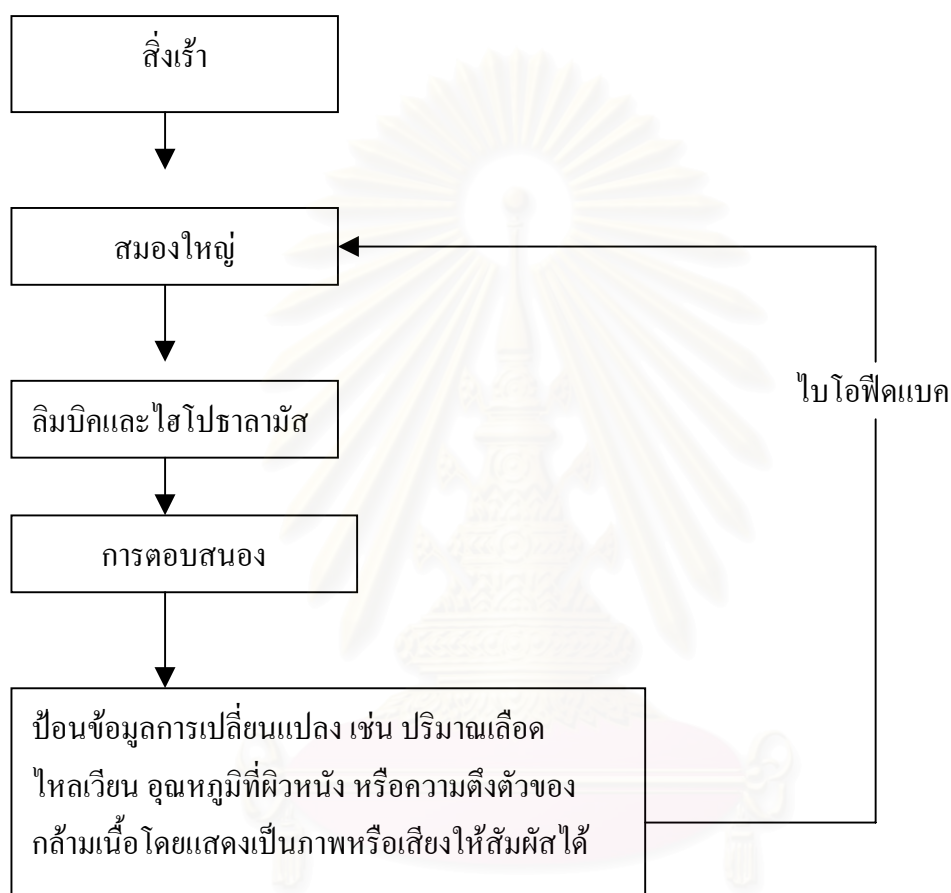 สิ่งเร้า
สมองใหญ่
ไบโอฟีดแบค
ลิมบิคและไฮโปธาลามัส
การตอบสนอง
ป้อนข้อมูลการเปลี่ยนแปลง เช่น ปริมาณเลือด
ไหลเวียน อุณหภูมิที่ผิวหนัง หรือความตึงตัวของ
กล้ามเนื้อโดยแสดงเป็นภาพหรือเสียงให้สัมผัสได้